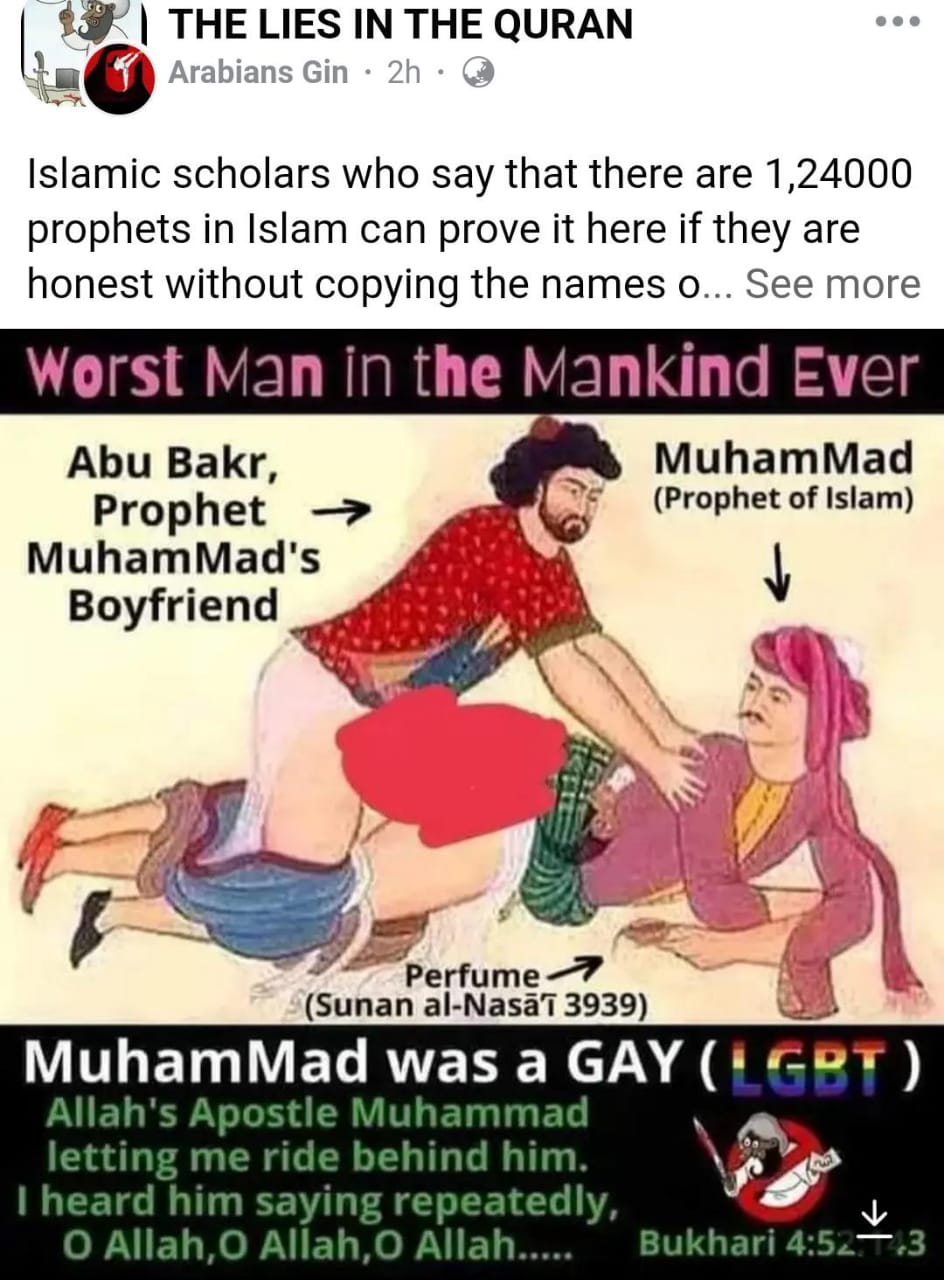 THE LIES IN THE QURAN
Arabians Gin · 2h ·
Islamic scholars who say that there are 1,24000
prophets in Islam can prove it here if they are
honest without copying the names o... See more
Worst Man in the Mankind Ever
Abu Bakr,
Prophet
MuhamMad's
Boyfriend
MuhamMad
(Prophet of Islam)
Perfume
(Sunan al-Nasāī 3939)
MuhamMad was a GAY ( LGBT )
Allah's Apostle Muhammad
letting me ride behind him.
I heard him saying repeatedly,
O Allah,O Allah,O Allah.....
Bukhari